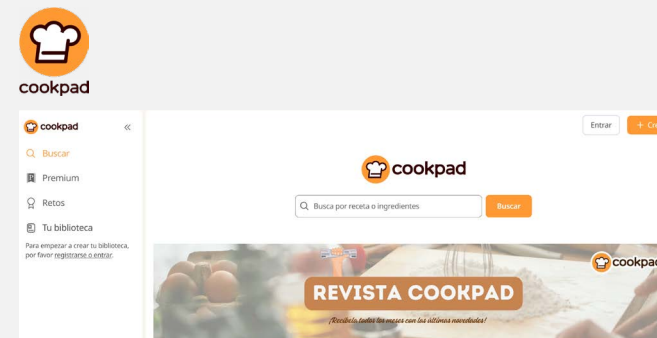 cookpad
cookpad
«
Entrar
+ Cre
Buscar
Premium
Retos
Tu biblioteca
Para empezar a crear tu biblioteca,
por favor registrarse o entrar.
cookpad
Busca por receta o ingredientes
Buscar
cookpad
REVISTA COOKPAD
¡Recíbela todos los meses con las últimas novedades!